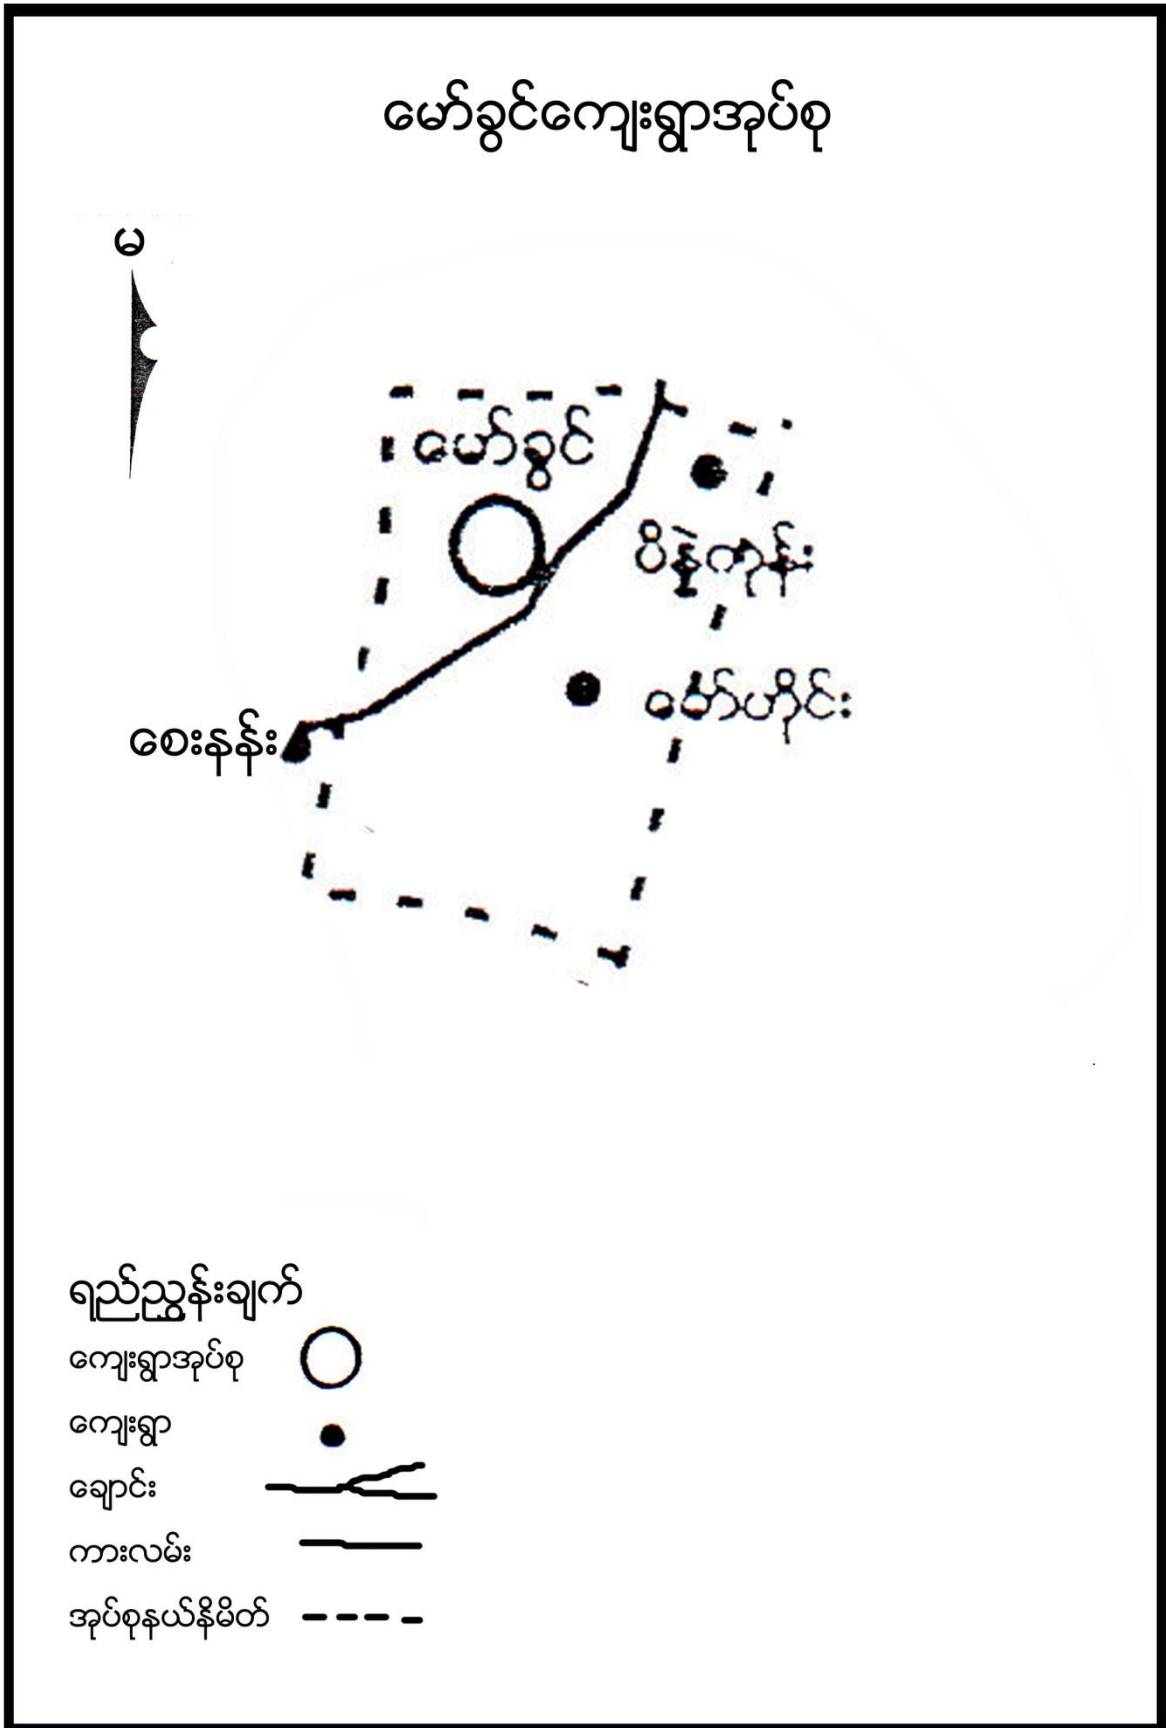 မော်ခွင်ကျေးရွာအုပ်စု
မ
မော်ခွင်
ပိန္နဲကုန်း
မော်ဟိုင်း
စေးနန်း
ရည်ညွှန်းချက်
ကျေးရွာအုပ်စု
ကျေးရွာ
ချောင်း
ကားလမ်း
အုပ်စုနယ်နိမိတ်